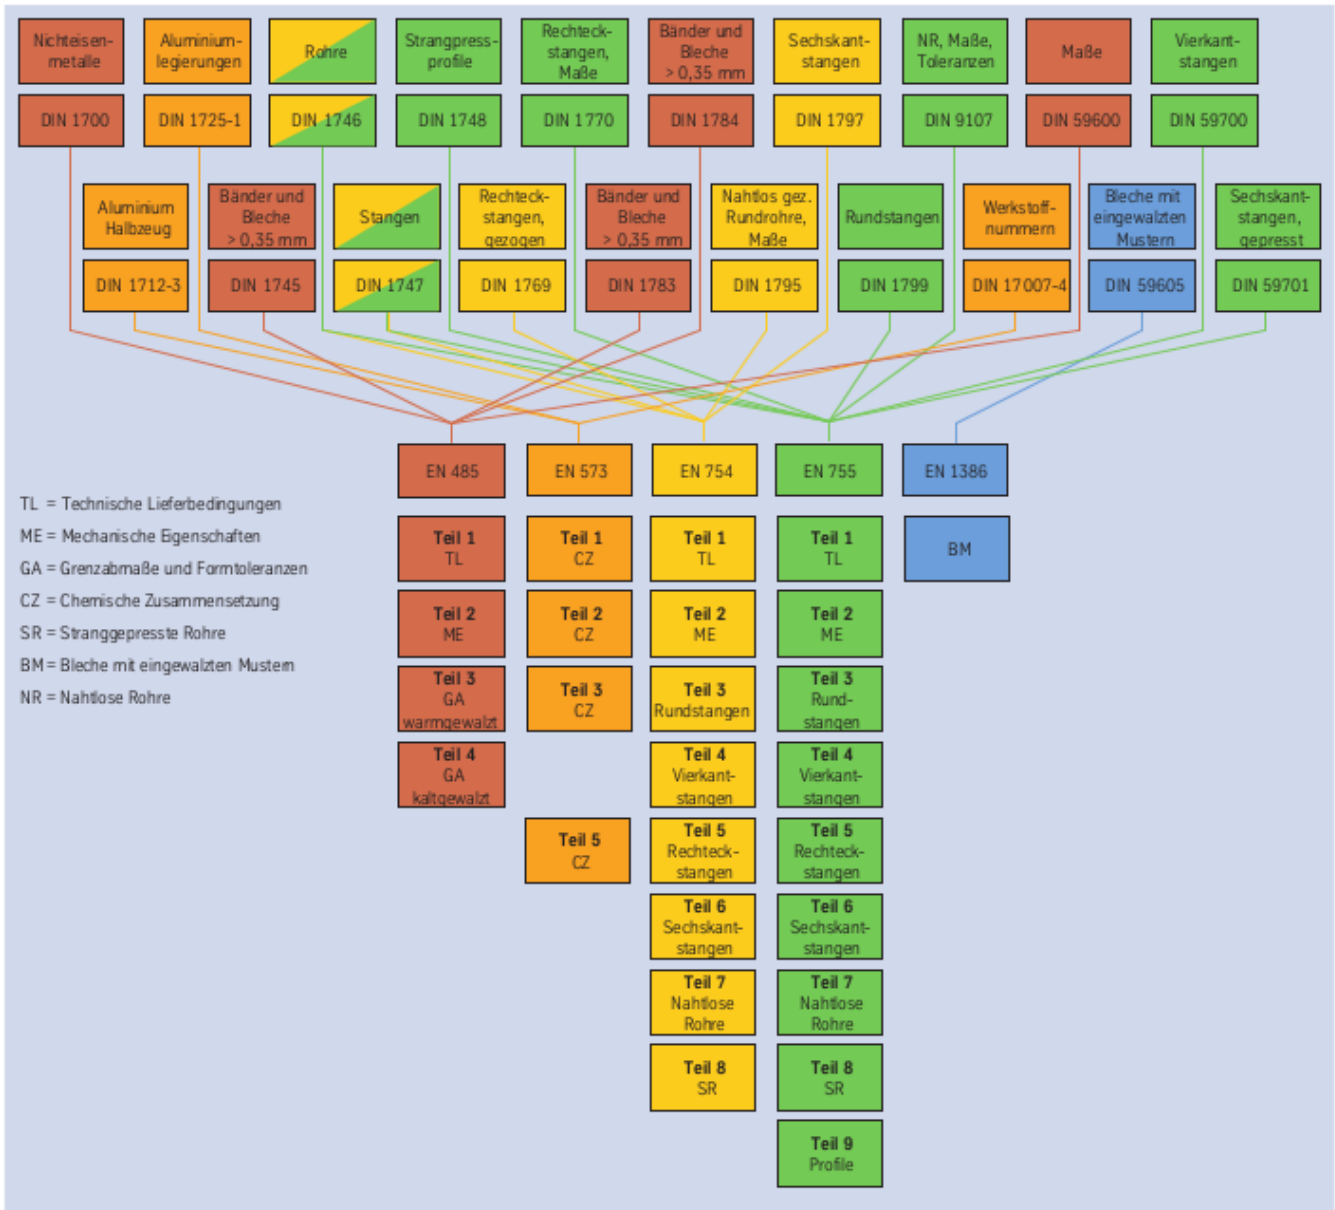 Nichteisen-
metalle
Aluminium-
legierungen
Rohre
Strangpress-
profile
Rechteck-
stangen,
Maße
Bänder und
Bleche
> 0,35 mm
Sechskant-
stangen
NR, Maße,
Toleranzen
Maße
Vierkant-
stangen
DIN 1700
DIN 1725-1
DIN 1746
DIN 1748
DIN 1770
DIN 1784
DIN 1797
DIN 9107
DIN 59600
DIN 59700
Aluminium
Halbzeug
Bänder und
Bleche
> 0,35 mm
Stangen
Rechteck-
stangen,
gezogen
Bänder und
Bleche
> 0,35 mm
Nahtlos gez.
Rundrohre,
Maße
Rundstangen
Werkstoff-
nummern
Bleche mit
eingewalzten
Mustern
Sechskant-
stangen,
gepresst
DIN 1712-3
DIN 1745
DIN 1747
DIN 1769
DIN 1783
DIN 1795
DIN 1799
DIN 17007-4
DIN 59605
DIN 59701
EN 485
EN 573
EN 754
EN 755
EN 1386
TL = Technische Lieferbedingungen
ME = Mechanische Eigenschaften
GA = Grenzabmaße und Formtoleranzen
CZ = Chemische Zusammensetzung
SR = Stranggepresste Rohre
BM = Bleche mit eingewalzten Mustern
NR = Nahtlose Rohre
Teil 1
TL
Teil 2
ME
Teil 3
GA
warmgewalzt
Teil 4
GA
kaltgewalzt
Teil 1
CZ
Teil 2
CZ
Teil 3
CZ
Teil 5
CZ
Teil 1
TL
Teil 2
ME
Teil 3
Rundstangen
Teil 4
Vierkant-
stangen
Teil 5
Rechteck-
stangen
Teil 6
Sechskant-
stangen
Teil 7
Nahtlose
Rohre
Teil 8
SR
Teil 1
TL
Teil 2
ME
Teil 3
Rund-
stangen
Teil 4
Vierkant-
stangen
Teil 5
Rechteck-
stangen
Teil 6
Sechskant-
stangen
Teil 7
Nahtlose
Rohre
Teil 8
SR
Teil 9
Profile
BM